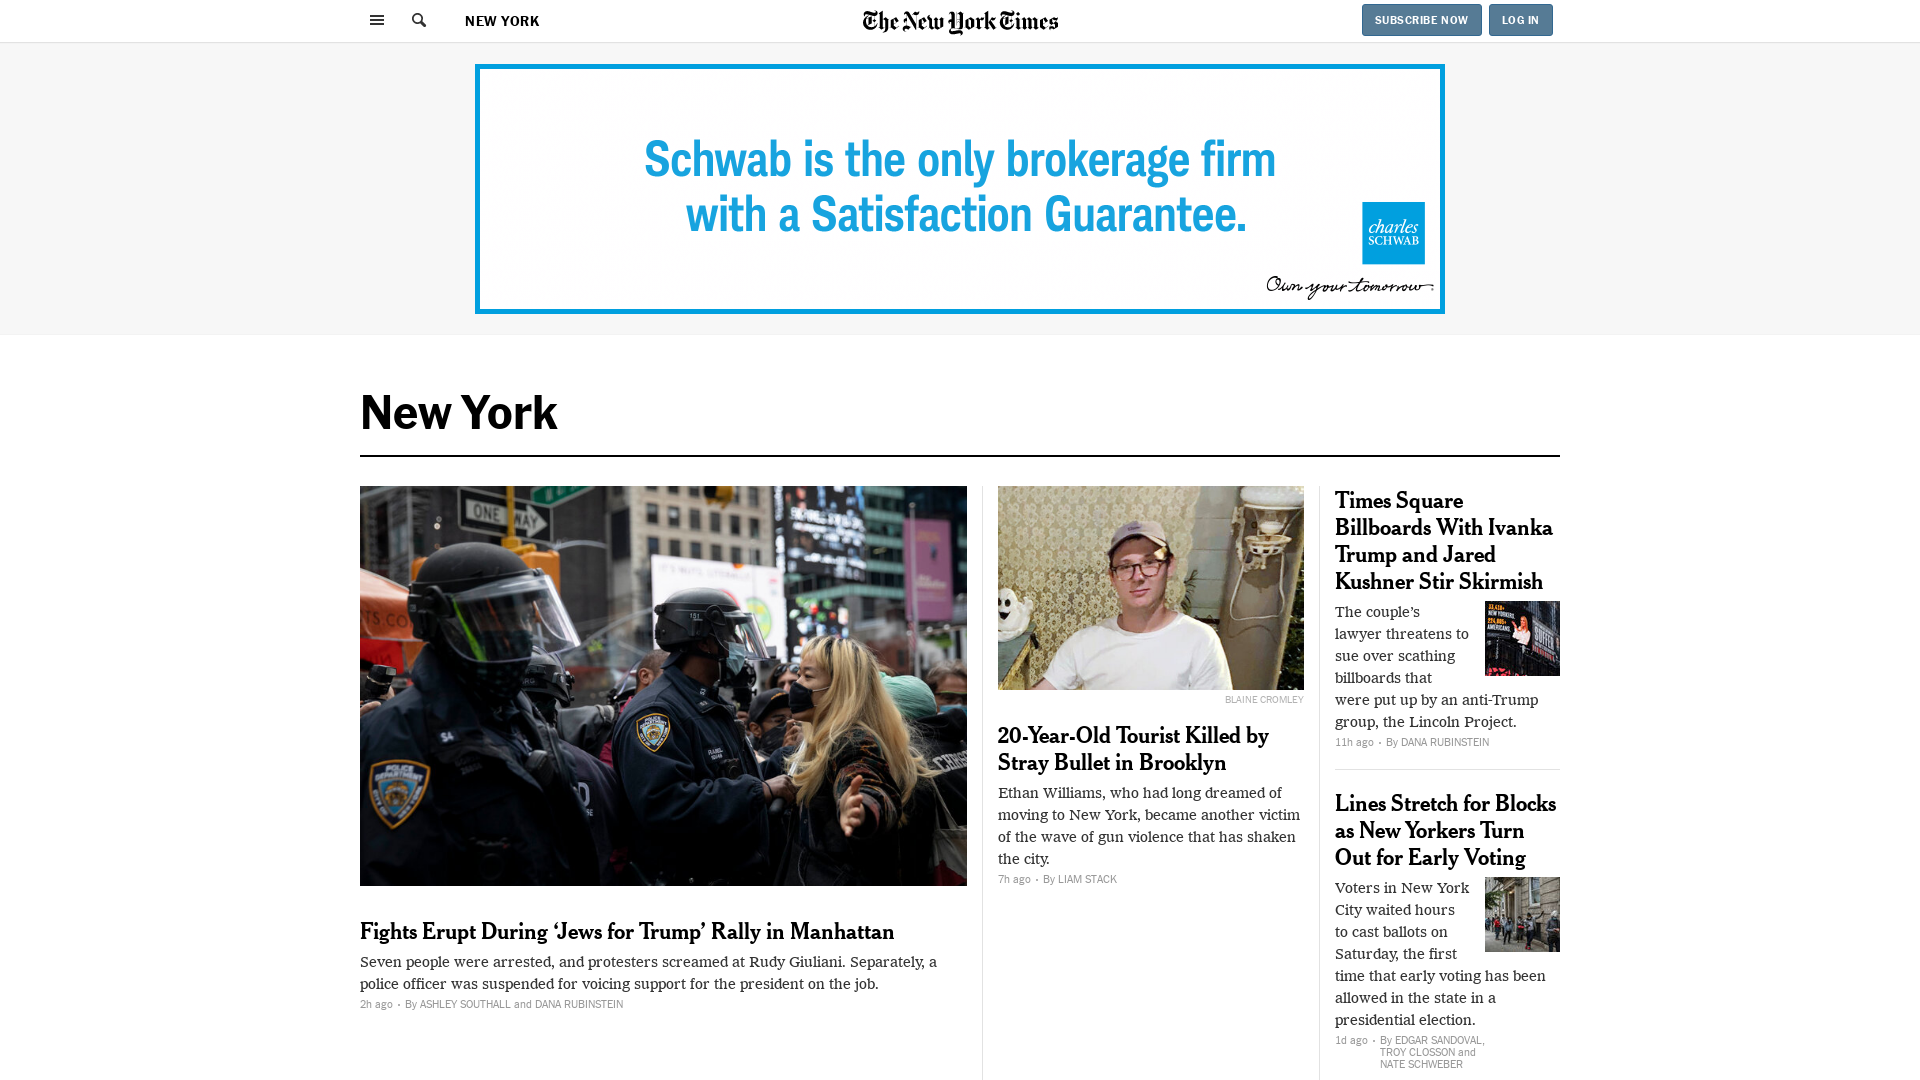 NEW YORK
The New York Times
SUBSCRIBE NOW
LOG IN
Schwab is the only brokerage firm
with a Satisfaction Guarantee.
charles
SCHWAB
Own your tomorrow.
New York
ONE WAY
POLICE
DEPARTMENT
BLAINE CROMLEY
Fights Erupt During ‘Jews for Trump’ Rally in Manhattan
Seven people were arrested, and protesters screamed at Rudy Giuliani. Separately, a
police officer was suspended for voicing support for the president on the job.
2h ago • By ASHLEY SOUTHALL and DANA RUBINSTEIN
20-Year-Old Tourist Killed by
Stray Bullet in Brooklyn
Ethan Williams, who had long dreamed of
moving to New York, became another victim
of the wave of gun violence that has shaken
the city.
7h ago • By LIAM STACK
Times Square
Billboards With Ivanka
Trump and Jared
Kushner Stir Skirmish
The couple’s
lawyer threatens to
sue over scathing
billboards that
were put up by an anti-Trump
group, the Lincoln Project.
NEW YORKERS
AMERICANS
SUFFER
11h ago • By DANA RUBINSTEIN
Lines Stretch for Blocks
as New Yorkers Turn
Out for Early Voting
Voters in New York
City waited hours
to cast ballots on
Saturday, the first
time that early voting has been
allowed in the state in a
presidential election.
1d ago • By EDGAR SANDOVAL,
TROY CLOSSON and
NATE SCHWEBER